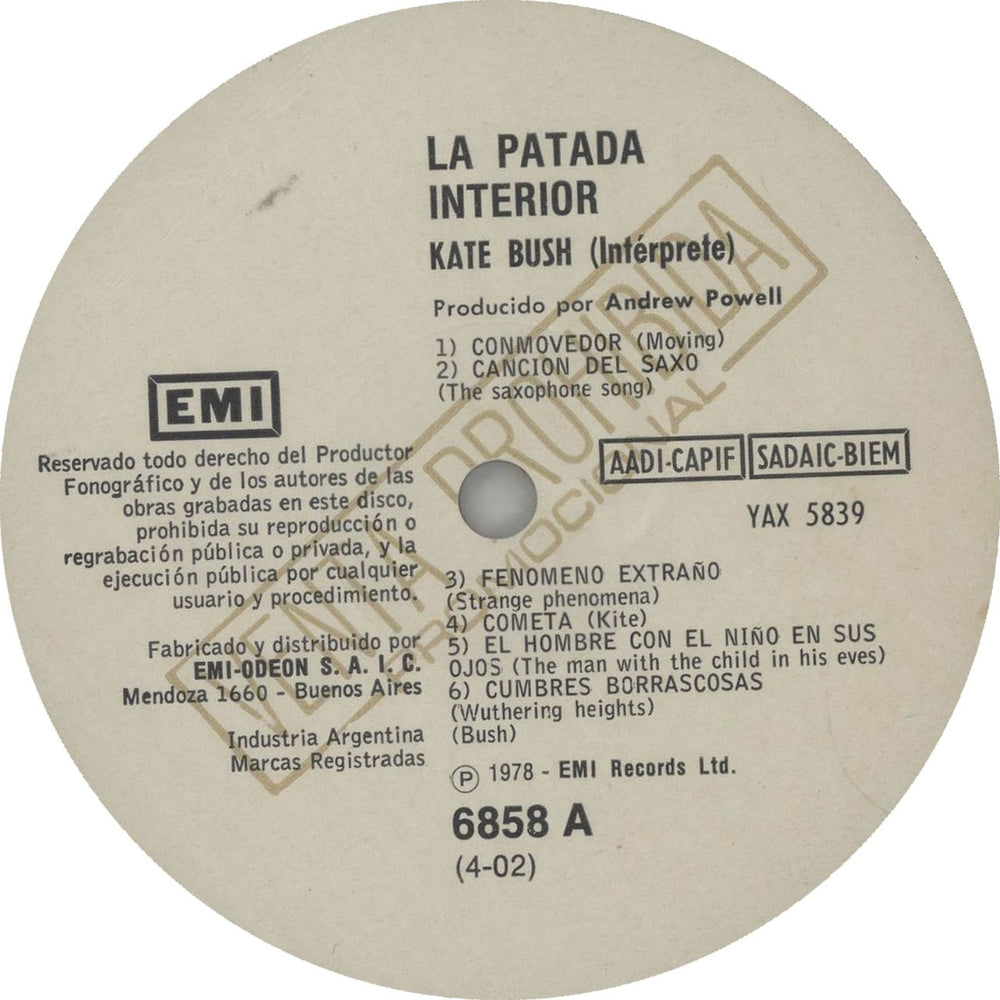 LA PATADA
INTERIOR
KATE BUSH (Intérprete)
Producido por Andrew Powell
1) CONMOVEDOR (Moving)
2) CANCION DEL SAXO
(The saxophone song)
EMI
Reservado todo derecho del Productor
Fonográfico y de los autores de las
obras grabadas en este disco,
prohibida su reproducción o
regrabación pública o privada, y la
ejecución pública por cualquier
usuario y procedimiento.
Fabricado y distribuido por
EMI-ODEON S. A. I. C.
Mendoza 1660 - Buenos Aires
Industria Argentina
Marcas Registradas
AADI-CAPIF SADAIC-BIEM
YAX 5839
3) FENOMENO EXTRAÑO
(Strange phenomena)
4) COMETA (Kite)
5) EL HOMBRE CON EL NIÑO EN SUS
OJOS (The man with the child in his eyes)
6) CUMBRES BORRASCOSAS
(Wuthering heights)
(Bush)
℗ 1978 - EMI Records Ltd.
6858 A
(4-02)
VENTA PROHIBIDA